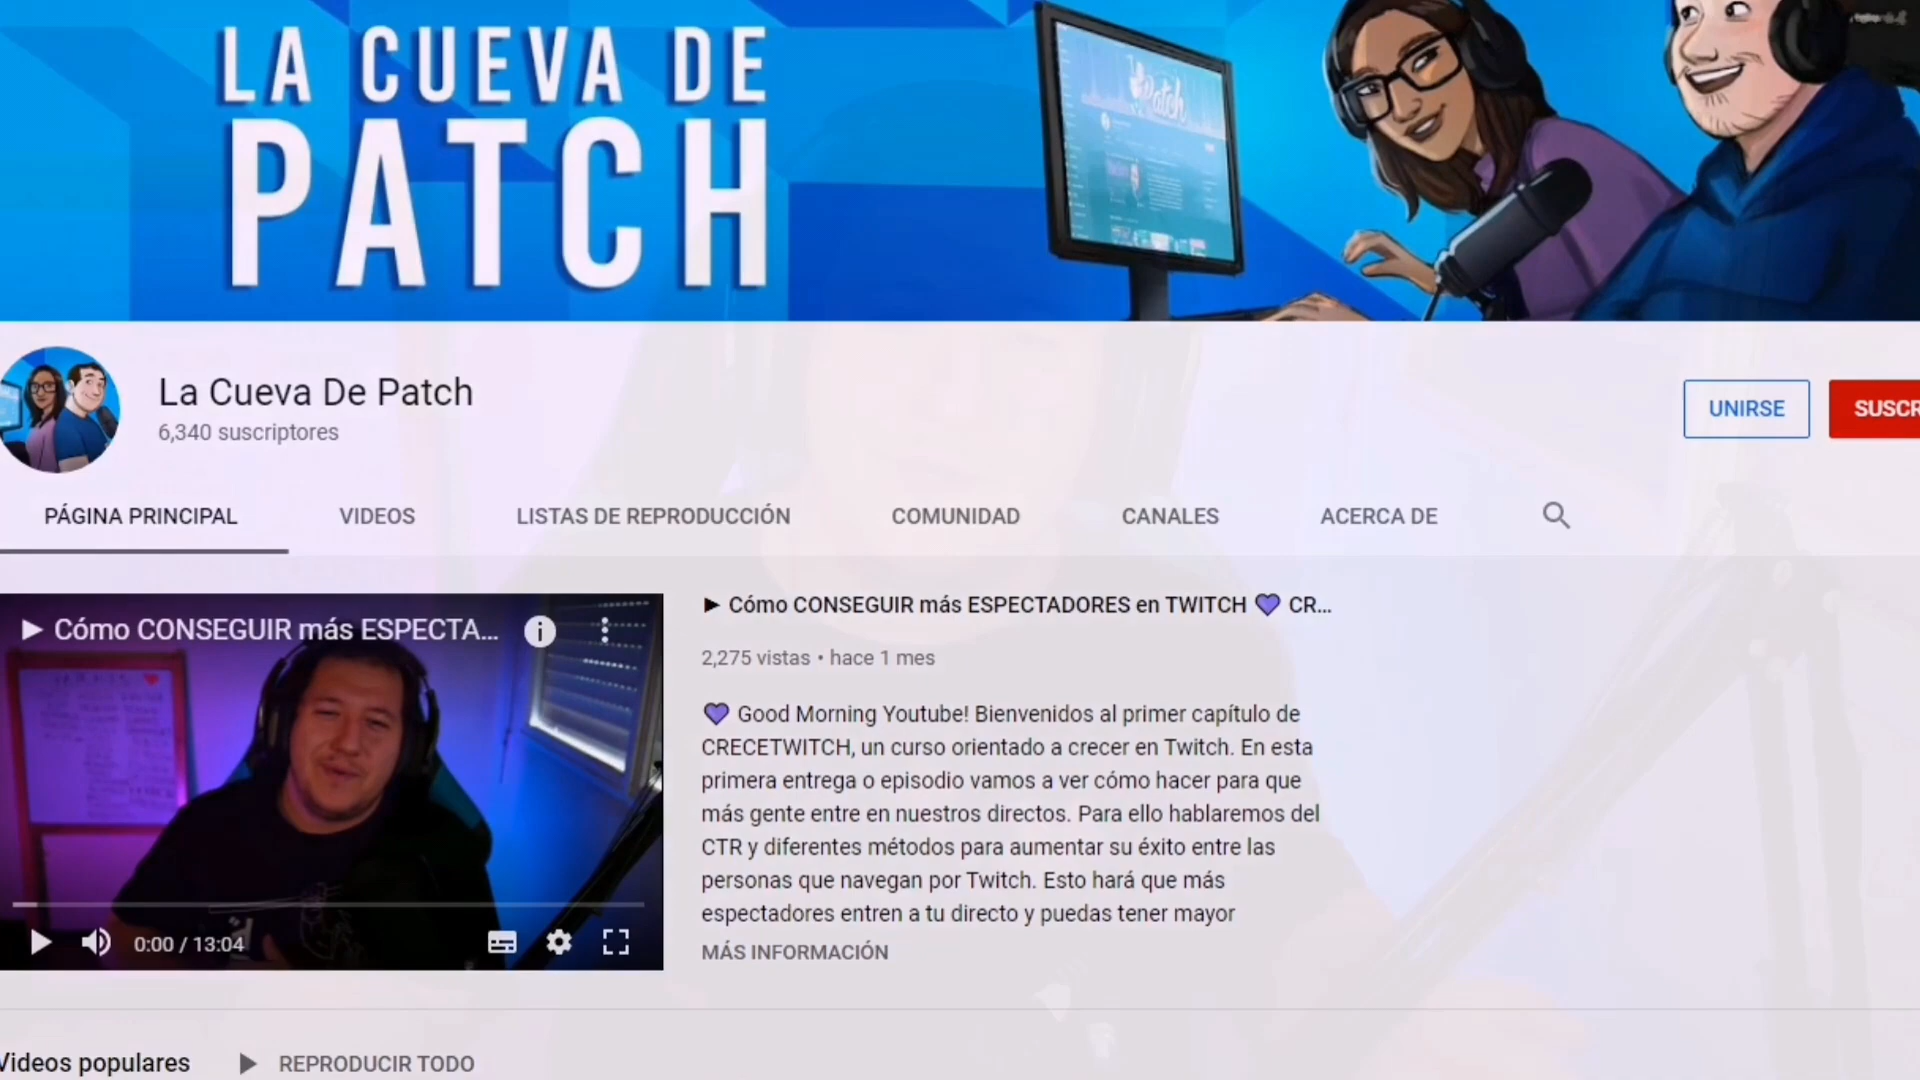 LA CUEVA DE
PATCH
Patch
La Cueva De Patch
6,340 suscriptores
UNIRSE
SUSCR
PÁGINA PRINCIPAL
VIDEOS
LISTAS DE REPRODUCCIÓN
COMUNIDAD
CANALES
ACERCA DE
► Cómo CONSEGUIR más ESPECTA...
0:00 / 13:04
► Cómo CONSEGUIR más ESPECTADORES en TWITCH 💜 CR...
2,275 vistas • hace 1 mes
💜 Good Morning Youtube! Bienvenidos al primer capítulo de
CRECETWITCH, un curso orientado a crecer en Twitch. En esta
primera entrega o episodio vamos a ver cómo hacer para que
más gente entre en nuestros directos. Para ello hablaremos del
CTR y diferentes métodos para aumentar su éxito entre las
personas que navegan por Twitch. Esto hará que más
espectadores entren a tu directo y puedas tener mayor
MÁS INFORMACIÓN
Videos populares
REPRODUCIR TODO